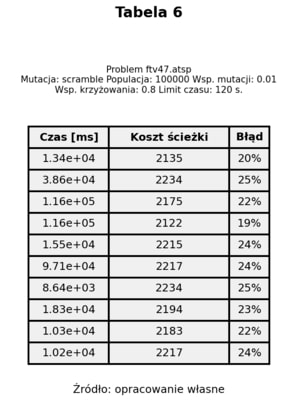 Tabela 6
Problem ftv47.atsp
Mutacja: scramble Populacja: 100000 Wsp. mutacji: 0.01
Wsp. krzyżowania: 0.8 Limit czasu: 120 s.
Czas [ms] Koszt ścieżki Błąd
1.34e+04 2135 20%
3.86e+04 2234 25%
1.16e+05 2175 22%
1.16e+05 2122 19%
1.55e+04 2215 24%
9.71e+04 2217 24%
8.64e+03 2234 25%
1.83e+04 2194 23%
1.03e+04 2183 22%
1.02e+04 2217 24%
Źródło: opracowanie własne